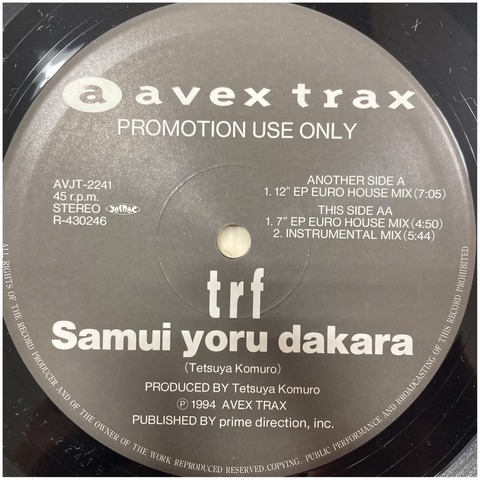 a avex trax
PROMOTION USE ONLY
AVJT-2241
45 r.p.m.
STEREO JASRAC
R-430246
ANOTHER SIDE A
1. 12" EP EURO HOUSE MIX (7:05)
THIS SIDE AA
1. 7" EP EURO HOUSE MIX (4:50)
2. INSTRUMENTAL MIX (5:44)
trf
Samui yoru dakara
(Tetsuya Komuro)
PRODUCED BY Tetsuya Komuro
Ⓟ 1994 AVEX TRAX
PUBLISHED BY prime direction, inc.
ALL RIGHTS OF THE RECORD PRODUCER AND OF THE OWNER OF THE WORK REPRODUCED RESERVED. COPYING, PUBLIC PERFORMANCE AND BROADCASTING OF THIS RECORD PROHIBITED